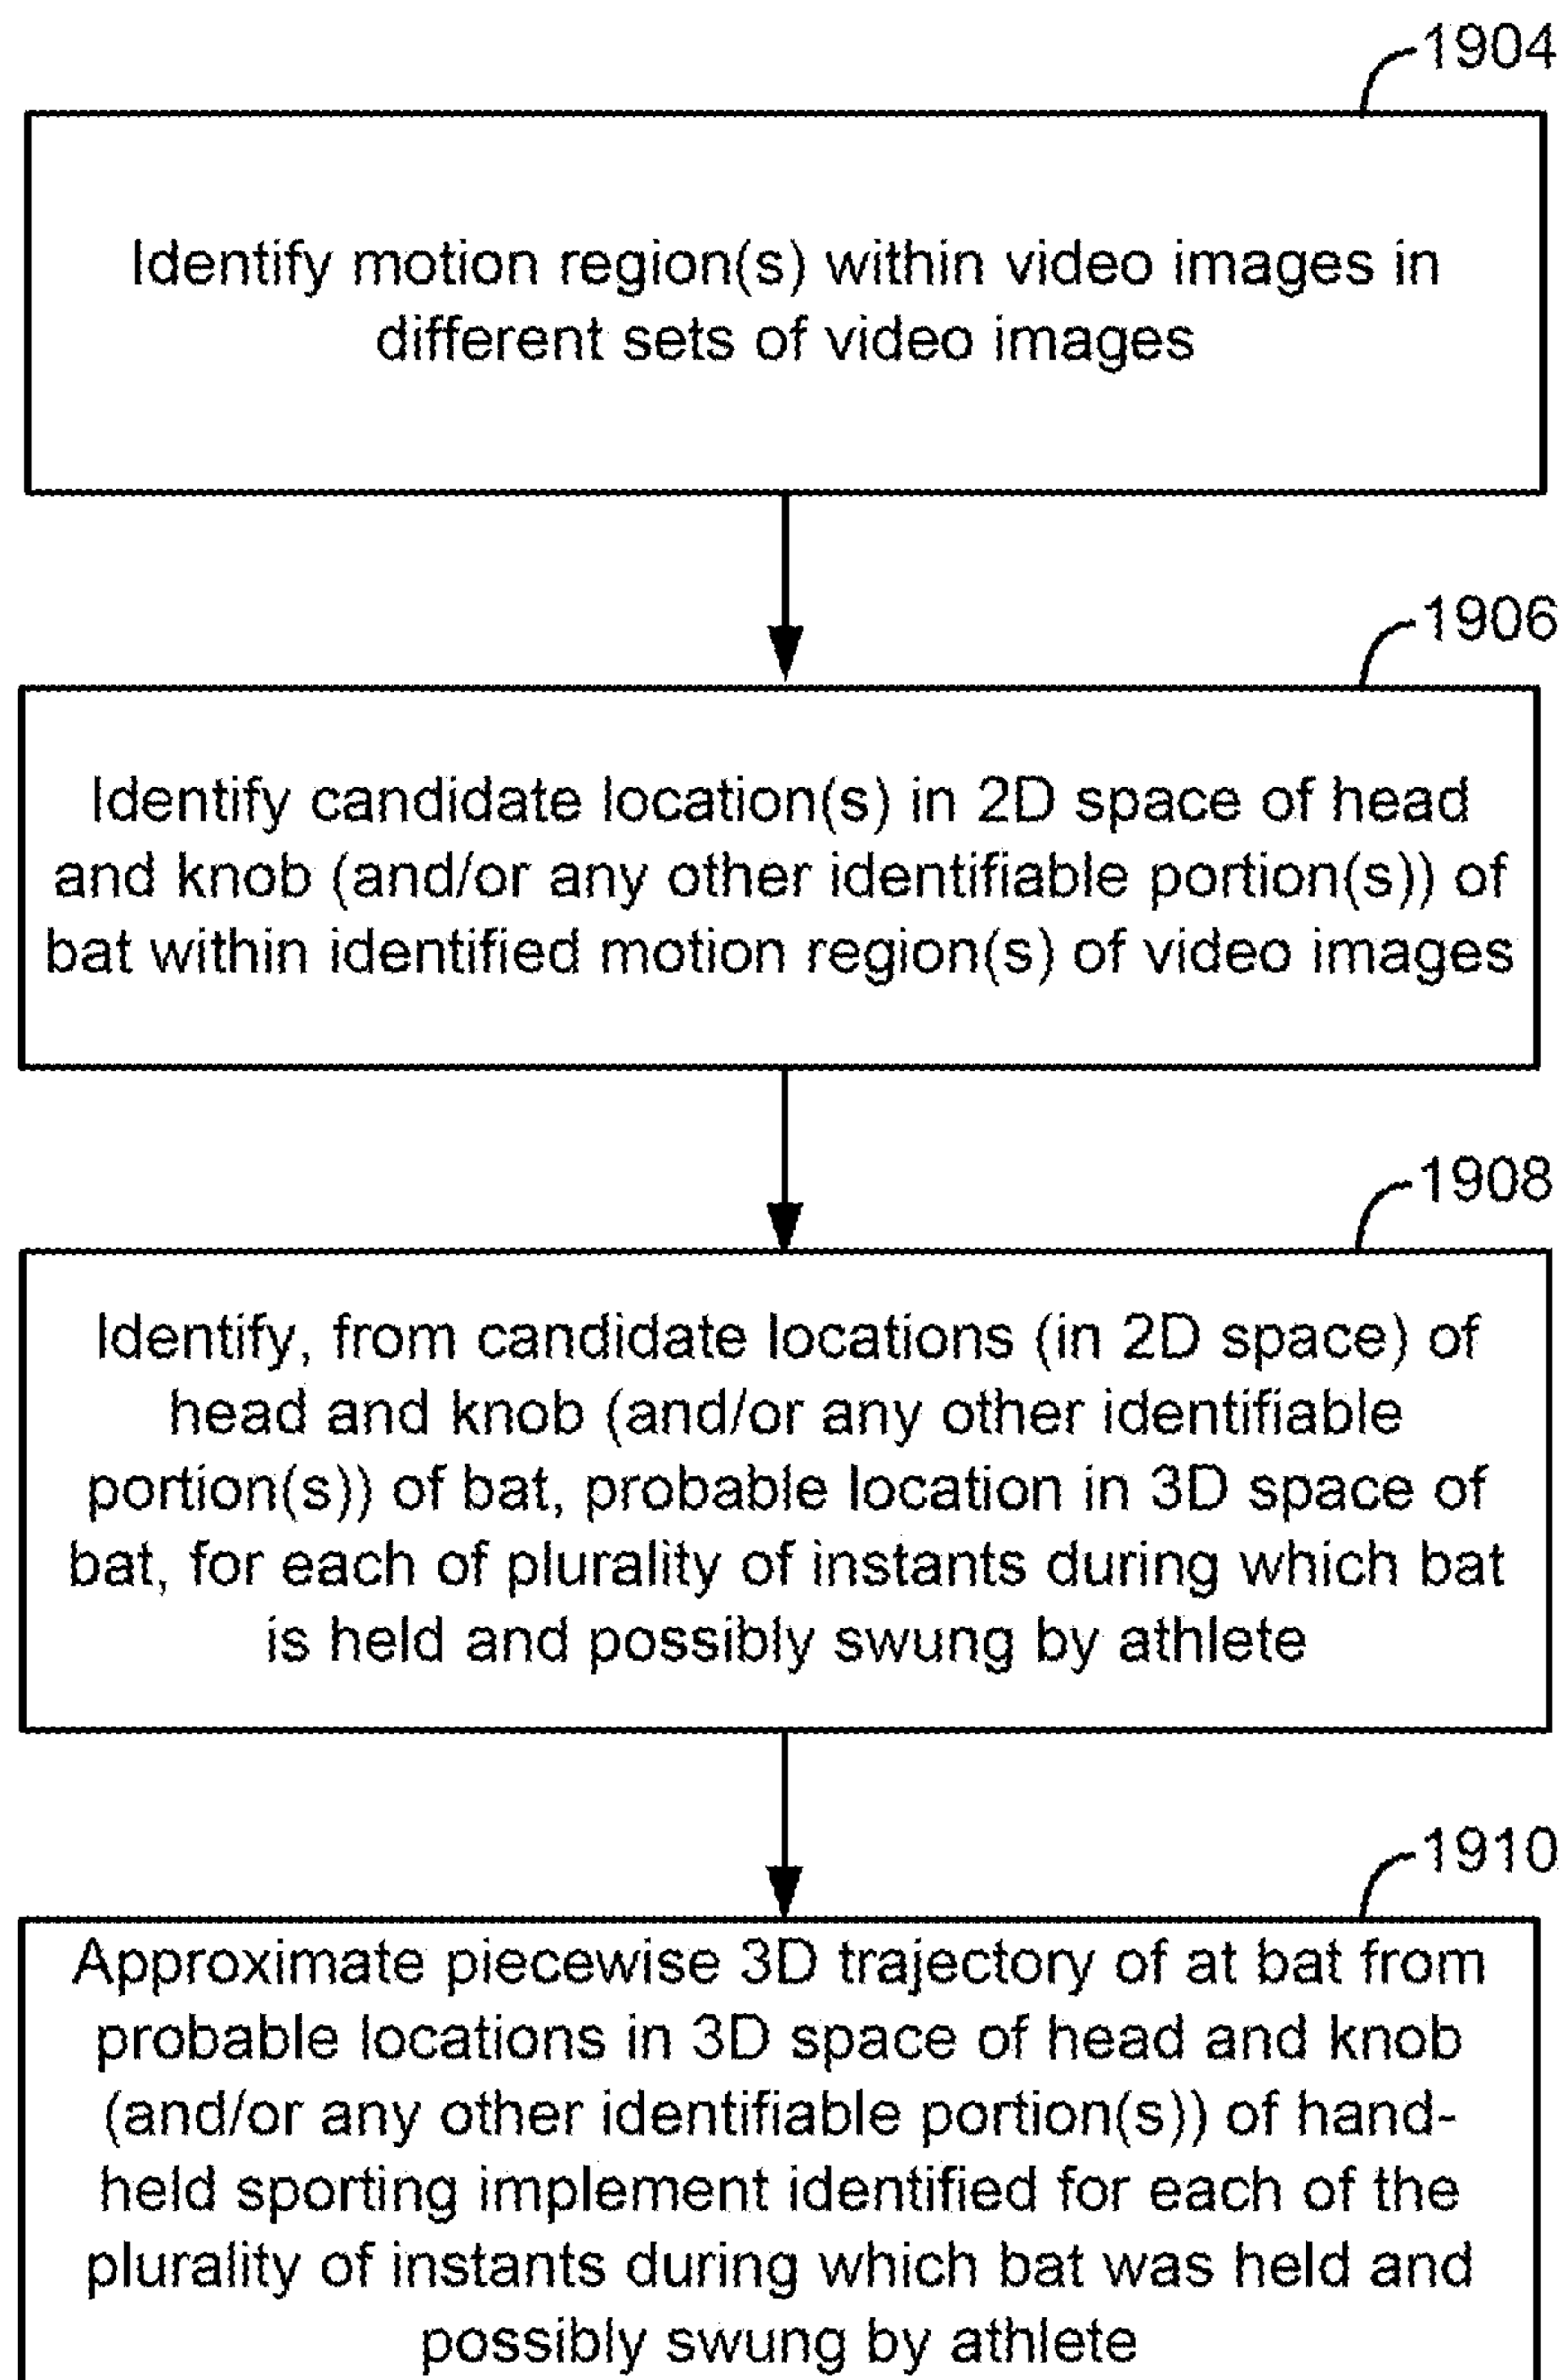 1904
Identify motion region(s) within video images in
different sets of video images
1906
Identify candidate location(s) in 2D space of head
and knob (and/or any other identifiable portion(s)) of
bat within identified motion region(s) of video images
1908
Identify, from candidate locations (in 2D space) of
head and knob (and/or any other identifiable
portion(s)) of bat, probable location in 3D space of
bat, for each of plurality of instants during which bat
is held and possibly swung by athlete
1910
Approximate piecewise 3D trajectory of at bat from
probable locations in 3D space of head and knob
(and/or any other identifiable portion(s)) of hand-
held sporting implement identified for each of the
plurality of instants during which bat was held and
possibly swung by athlete